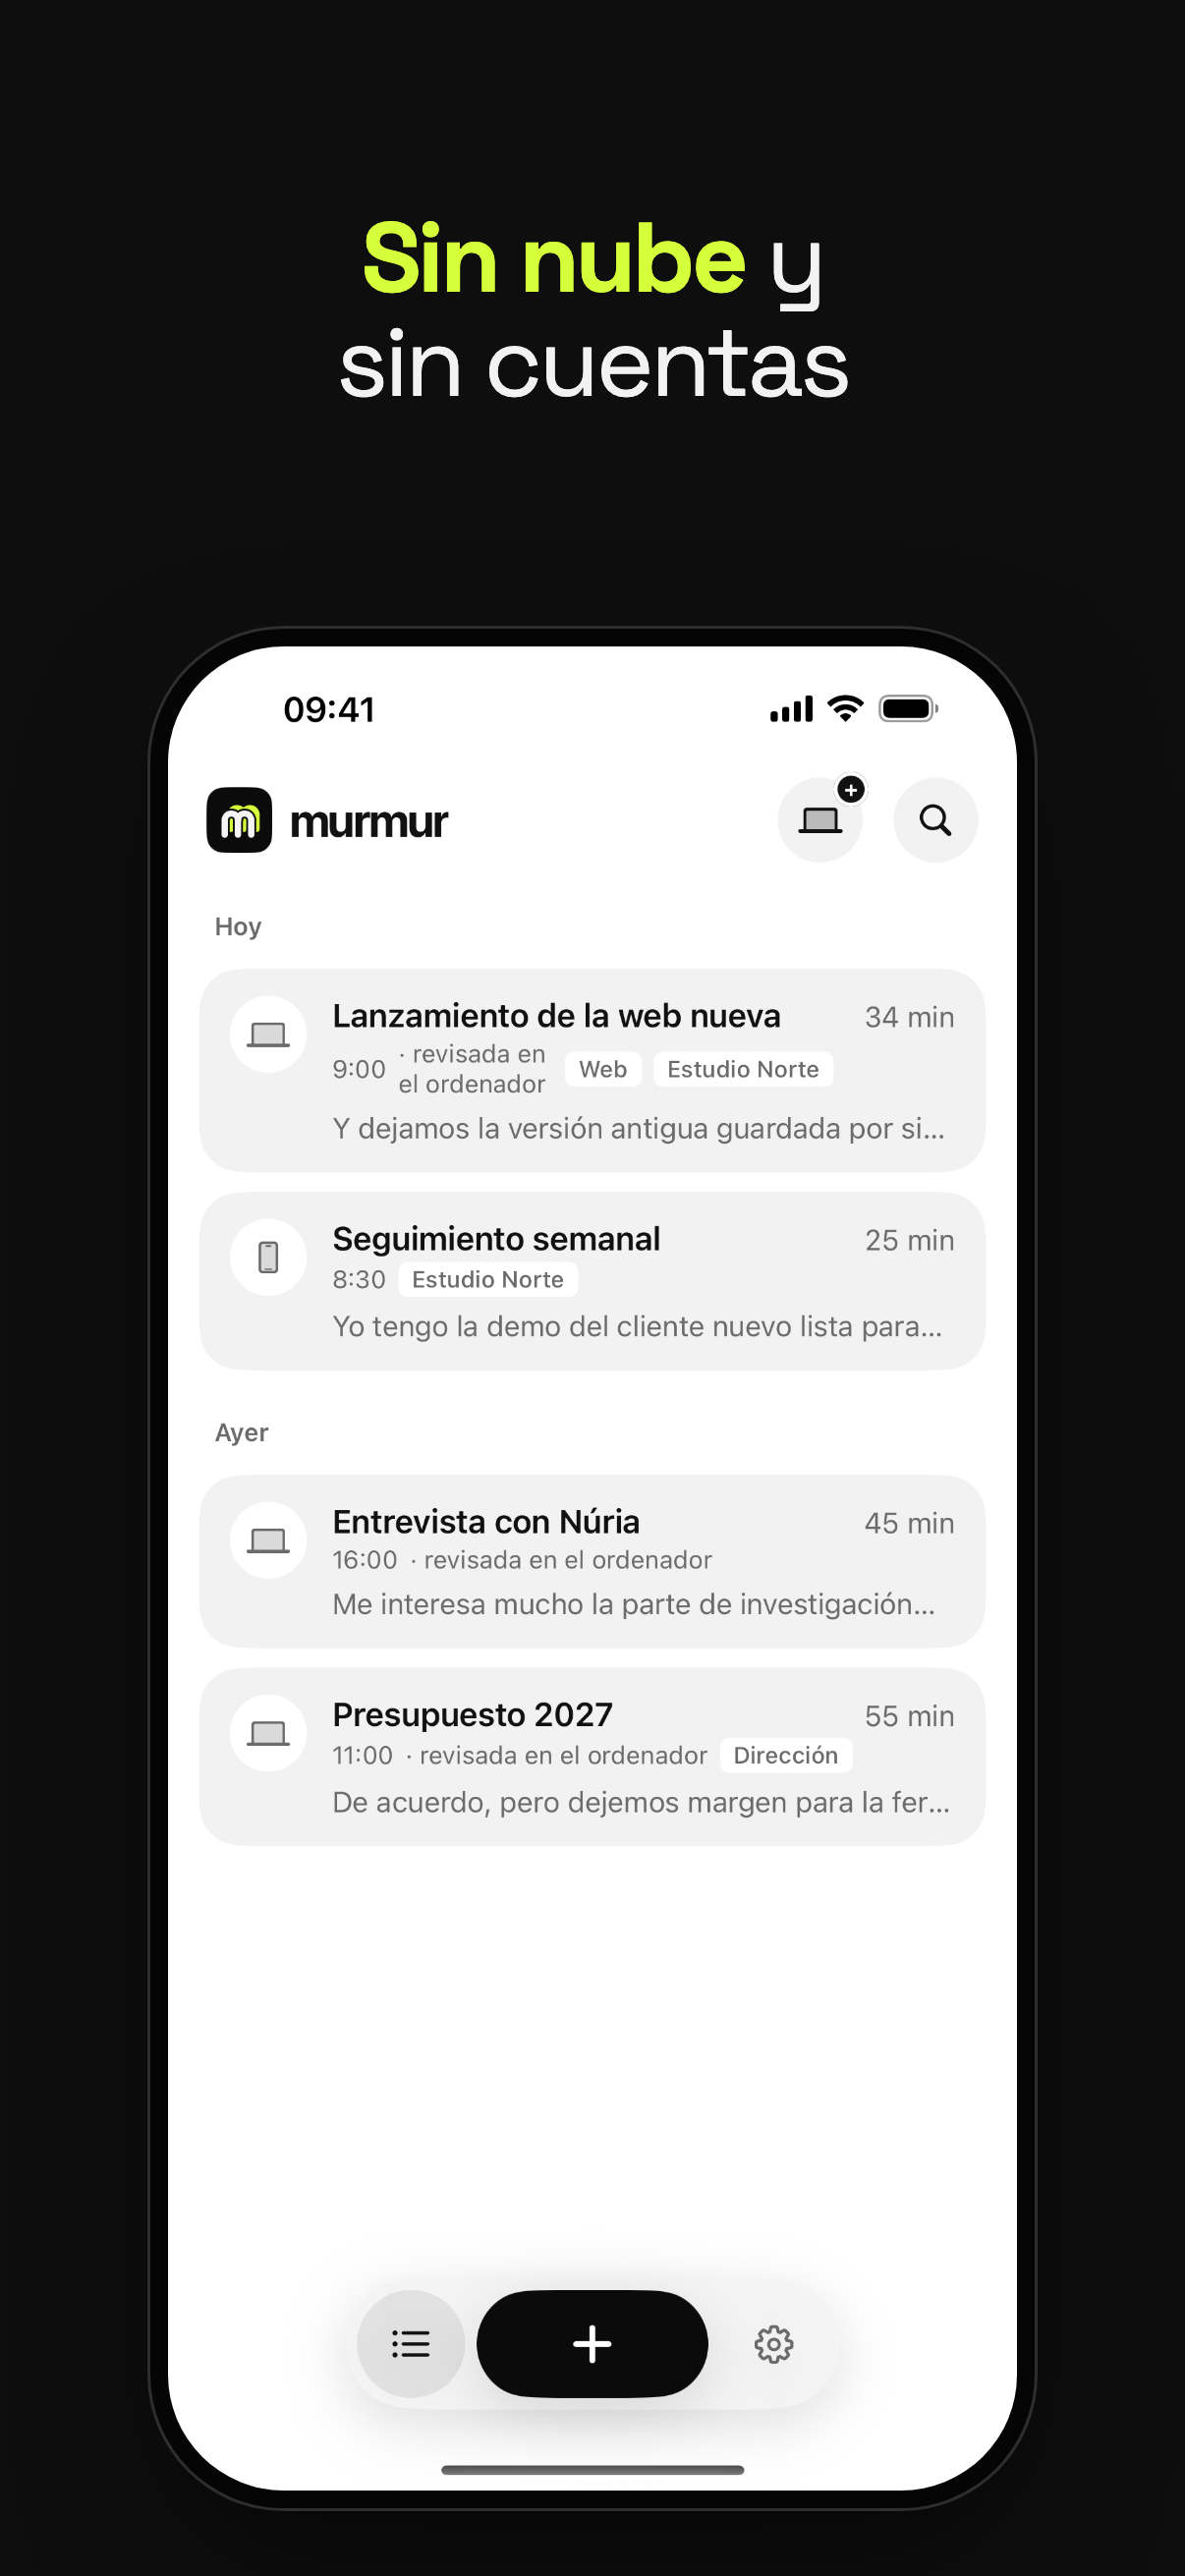 Sin nube y
sin cuentas
09:41
murmur
Hoy
Lanzamiento de la web nueva 34 min
9:00 · revisada en
el ordenador Web Estudio Norte
Y dejamos la versión antigua guardada por si...
Seguimiento semanal 25 min
8:30 Estudio Norte
Yo tengo la demo del cliente nuevo lista para...
Ayer
Entrevista con Núria 45 min
16:00 · revisada en el ordenador
Me interesa mucho la parte de investigación...
Presupuesto 2027 55 min
11:00 · revisada en el ordenador Dirección
De acuerdo, pero dejemos margen para la fer...